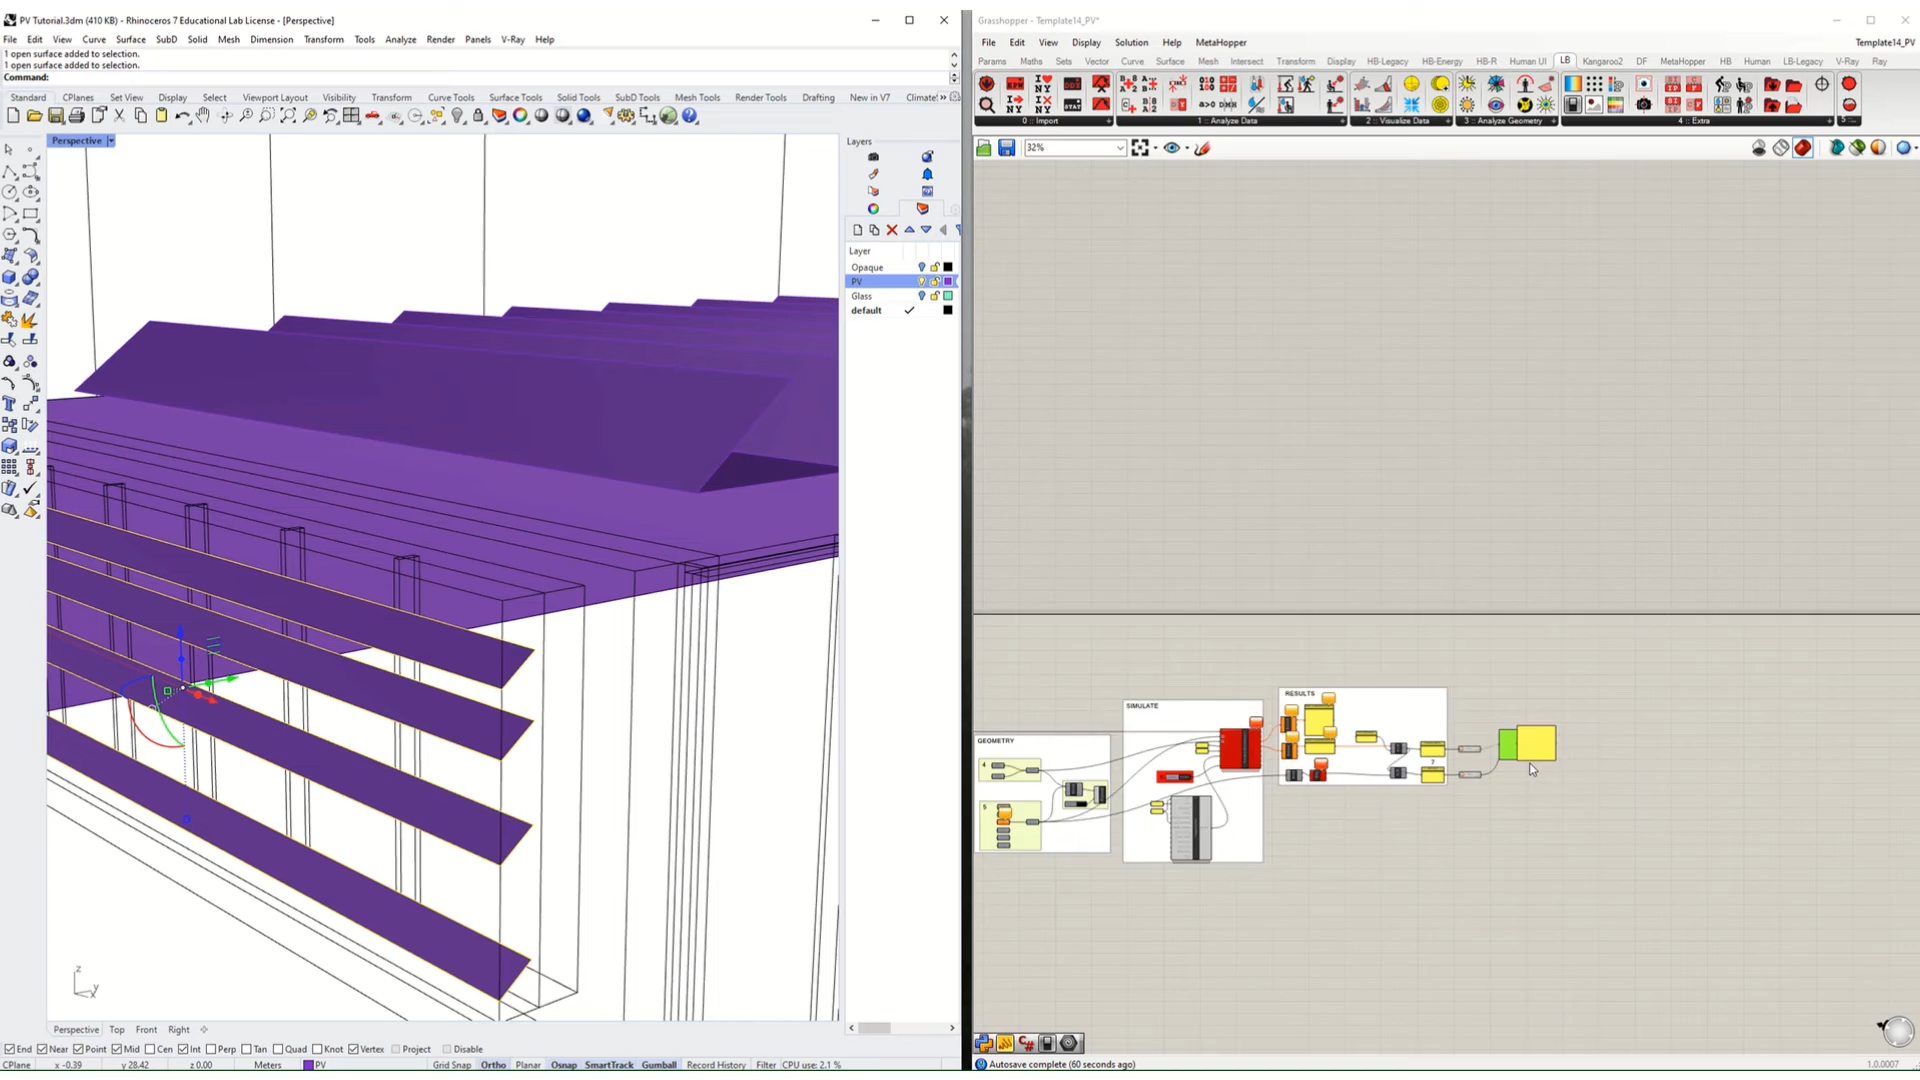 PV Tutorial.3dm (410 KB) - Rhinoceros 7 Educational Lab License - [Perspective]
File Edit View Curve Surface SubD Solid Mesh Dimension Transform Tools Analyze Render Panels V-Ray Help
1 open surface added to selection.
1 open surface added to selection.
Command:
Standard CPlanes Set View Display Select Viewport Layout Visibility Transform Curve Tools Surface Tools Solid Tools SubD Tools Mesh Tools Render Tools Drafting New in V7
Perspective
Layers
Layer
Opaque
PV
Glass
default
z
y
x
Perspective Top Front Right
End Near Point Mid Cen Int Perp Tan Quad Knot Vertex Project Disable
CPlane x -0.39 y 28.42 z 0.00 Meters PV Grid Snap Ortho Planar Osnap SmartTrack Gumball Record History Filter CPU use: 2.1 %
Grasshopper - Template14_PV*
File Edit View Display Solution Help MetaHopper
Template14_PV
Params Maths Sets Vector Curve Surface Mesh Intersect Transform Display HB-Legacy HB-Energy HB-R Human UI LB Kangaroo2 DF MetaHopper HB Human LB-Legacy V-Ray Ray
0 :: Import 1 :: Analyze Data 2 :: Visualize Data 3 :: Analyze Geometry 4 :: Extra
32%
GEOMETRY
4
5
SIMULATE
RESULTS
7
Autosave complete (60 seconds ago)
1.0.0007